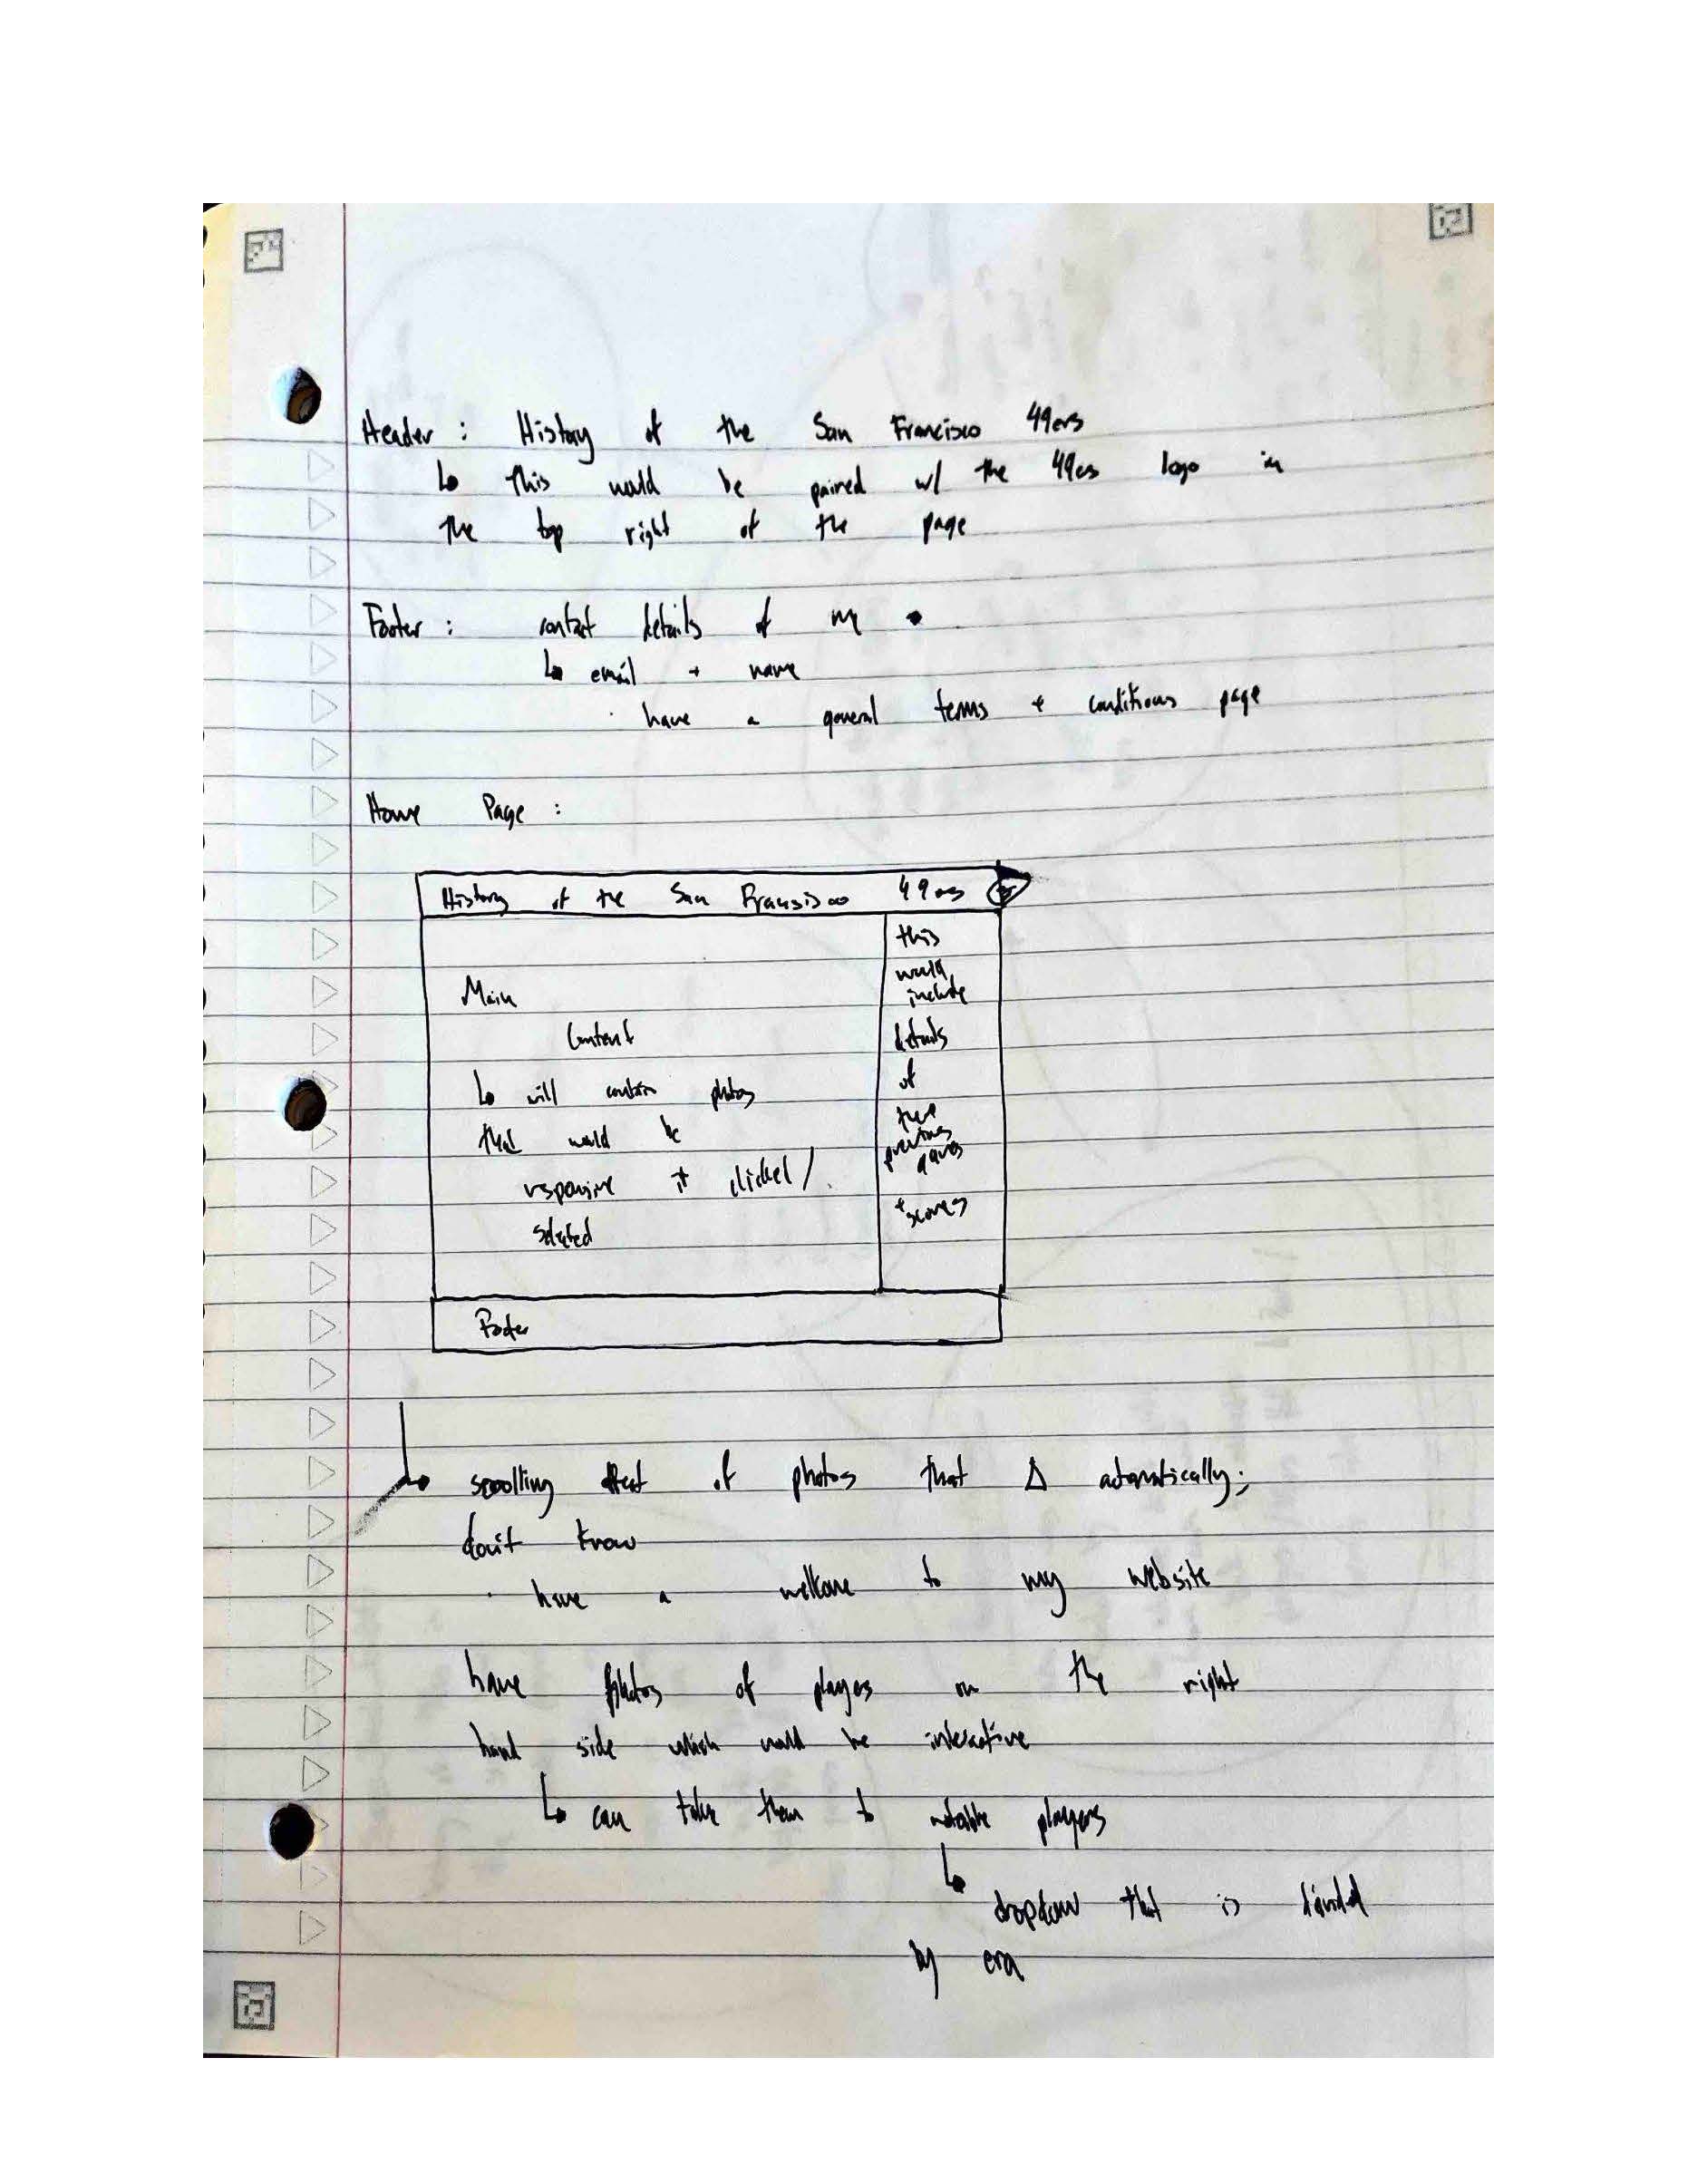 Header : History of the San Francisco 49ers
↳ this would be paired w/ the 49ers logo in
the top right of the page
Footer : contact details of me
↳ email + name
· have a general terms + conditions page
Home Page :
History of the San Fransisco 49ers
Main
Content
↳ will contain photos
that would be
responsive if clicked /
selected
this
would
include
details
of
previous
games
+ scores
Footer
↳ scrolling effect of photos that Δ automatically;
don't know
· have a welcome to my website
have photos of players on the right
hand side which would be interactive
↳ can take them to notable players
↳ dropdown that is divided
by era